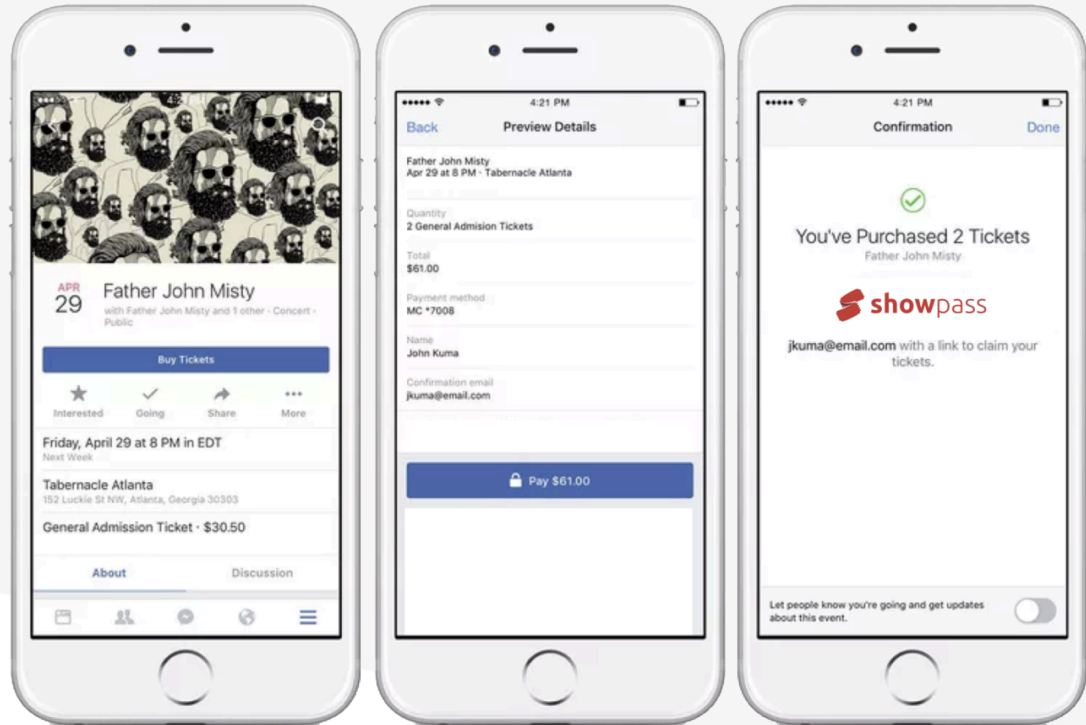 APR
29
Father John Misty
with Father John Misty and 1 other · Concert ·
Public
Buy Tickets
Interested
Going
Share
More
Friday, April 29 at 8 PM in EDT
Next Week
Tabernacle Atlanta
152 Luckie St NW, Atlanta, Georgia 30303
General Admission Ticket · $30.50
About
Discussion
4:21 PM
Back
Preview Details
Father John Misty
Apr 29 at 8 PM · Tabernacle Atlanta
Quantity
2 General Admision Tickets
Total
$61.00
Payment method
MC *7008
Name
John Kuma
Confirmation email
jkuma@email.com
Pay $61.00
4:21 PM
Confirmation
Done
You've Purchased 2 Tickets
Father John Misty
showpass
jkuma@email.com with a link to claim your
tickets.
Let people know you're going and get updates
about this event.